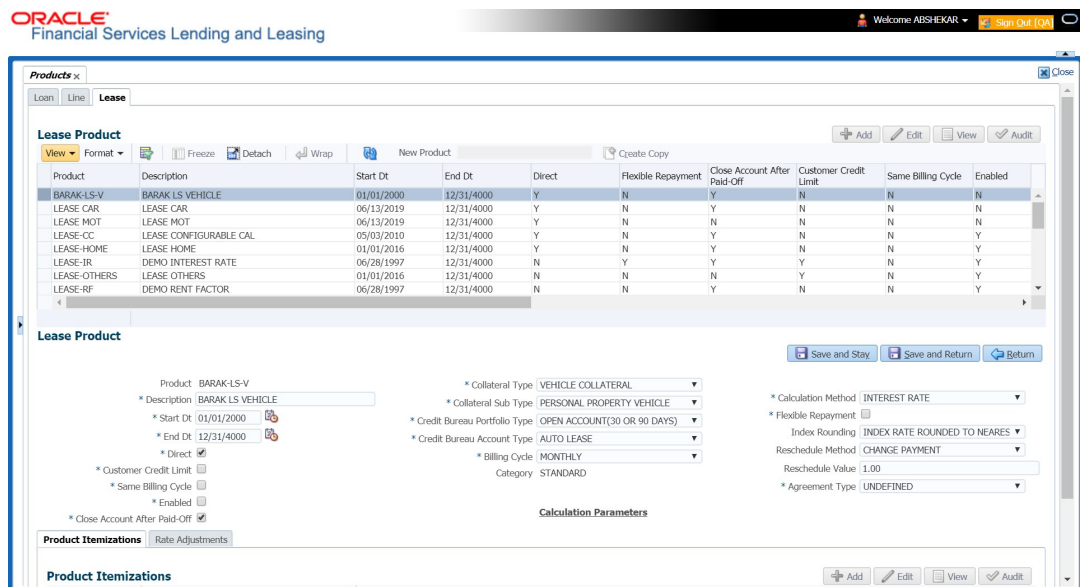 ORACLE
Financial Services Lending and Leasing
Welcome ABSHEKAR
Sign Out [QA]
Products x
Close
Loan Line Lease
Lease Product
Add Edit View Audit
View Format Freeze Detach Wrap New Product Create Copy
Product Description Start Dt End Dt Direct Flexible Repayment Close Account After Paid-Off Customer Credit Limit Same Billing Cycle Enabled
BARAK-LS-V BARAK LS VEHICLE 01/01/2000 12/31/4000 Y N Y N N N
LEASE CAR LEASE CAR 06/13/2019 12/31/4000 Y N Y N N N
LEASE MOT LEASE MOT 06/13/2019 12/31/4000 Y N N N N N
LEASE-CC LEASE CONFIGURABLE CAL 05/03/2010 12/31/4000 Y N Y N N Y
LEASE-HOME LEASE HOME 01/01/2016 12/31/4000 Y N Y N N Y
LEASE-IR DEMO INTEREST RATE 06/28/1997 12/31/4000 N Y Y Y N Y
LEASE-OTHERS LEASE OTHERS 01/01/2016 12/31/4000 N N N Y N Y
LEASE-RF DEMO RENT FACTOR 06/28/1997 12/31/4000 N N Y N N Y
Lease Product
Save and Stay Save and Return Return
Product BARAK-LS-V
* Description BARAK LS VEHICLE
* Start Dt 01/01/2000
* End Dt 12/31/4000
* Direct
* Customer Credit Limit
* Same Billing Cycle
* Enabled
* Close Account After Paid-Off
* Collateral Type VEHICLE COLLATERAL
* Collateral Sub Type PERSONAL PROPERTY VEHICLE
* Credit Bureau Portfolio Type OPEN ACCOUNT(30 OR 90 DAYS)
* Credit Bureau Account Type AUTO LEASE
* Billing Cycle MONTHLY
Category STANDARD
Calculation Parameters
* Calculation Method INTEREST RATE
* Flexible Repayment
Index Rounding INDEX RATE ROUNDED TO NEARES
Reschedule Method CHANGE PAYMENT
Reschedule Value 1.00
* Agreement Type UNDEFINED
Product Itemizations Rate Adjustments
Product Itemizations
Add Edit View Audit